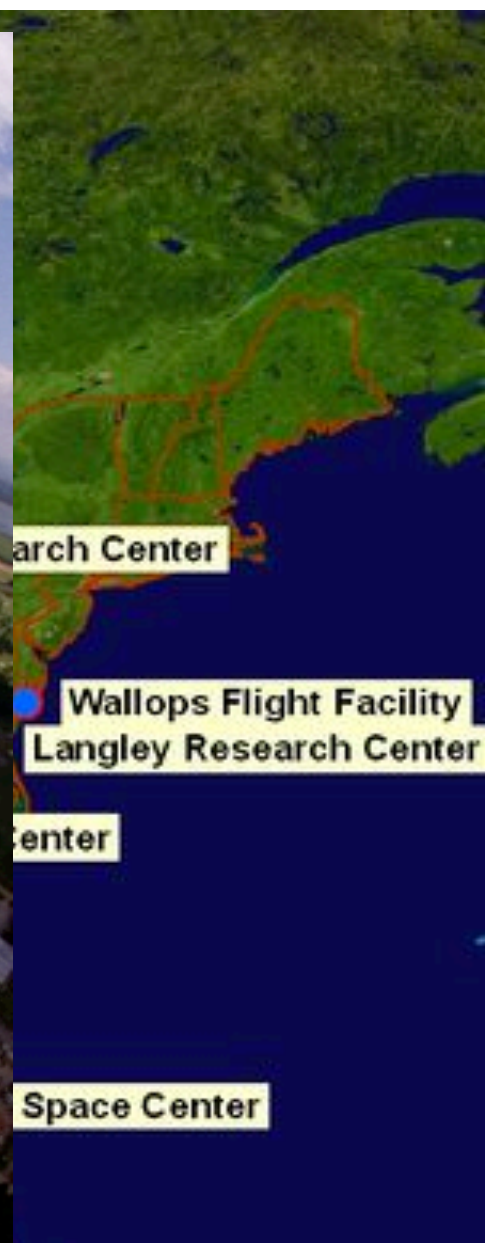 arch Center
Wallops Flight Facility
Langley Research Center
enter
Space Center